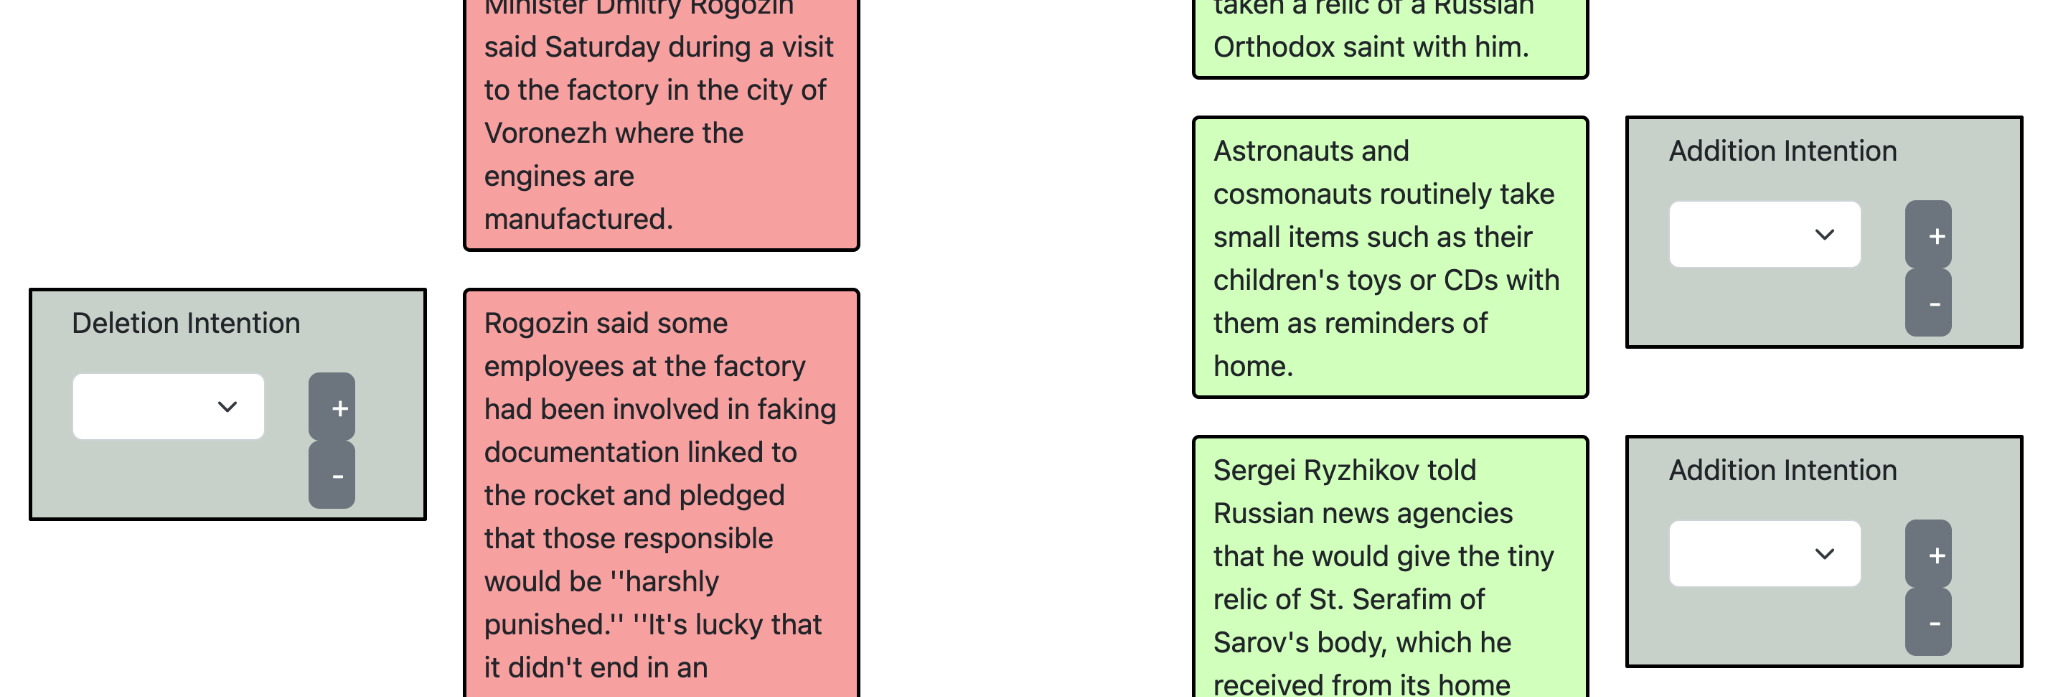 Minister Dmitry Rogozin
said Saturday during a visit
to the factory in the city of
Voronezh where the
engines are
manufactured.
Deletion Intention
+
-
Rogozin said some
employees at the factory
had been involved in faking
documentation linked to
the rocket and pledged
that those responsible
would be ''harshly
punished.'' ''It's lucky that
it didn't end in an
taken a relic of a Russian
Orthodox saint with him.
Astronauts and
cosmonauts routinely take
small items such as their
children's toys or CDs with
them as reminders of
home.
Addition Intention
+
-
Sergei Ryzhikov told
Russian news agencies
that he would give the tiny
relic of St. Serafim of
Sarov's body, which he
received from its home
Addition Intention
+
-